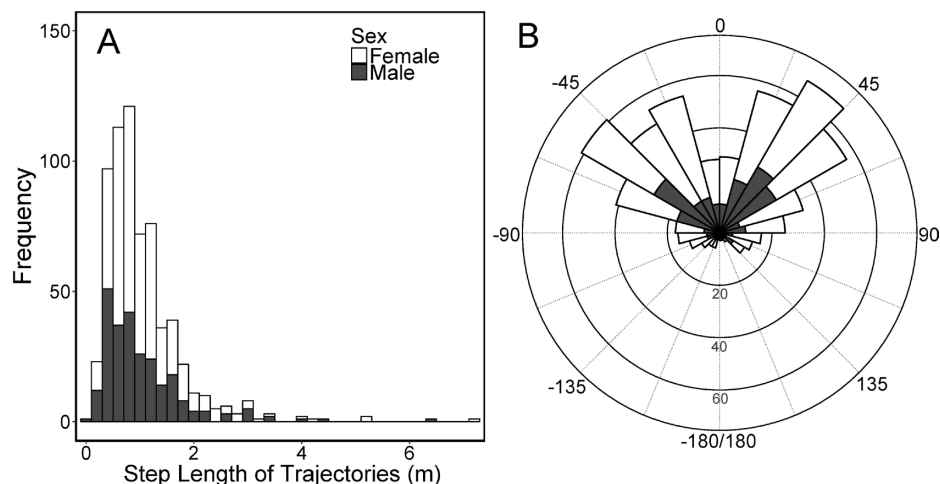 A
Sex
Female
Male
150
100
50
0
Frequency
0 2 4 6
Step Length of Trajectories (m)
B
0
-45 45
-90 90
20
40
-135 135
60
-180/180